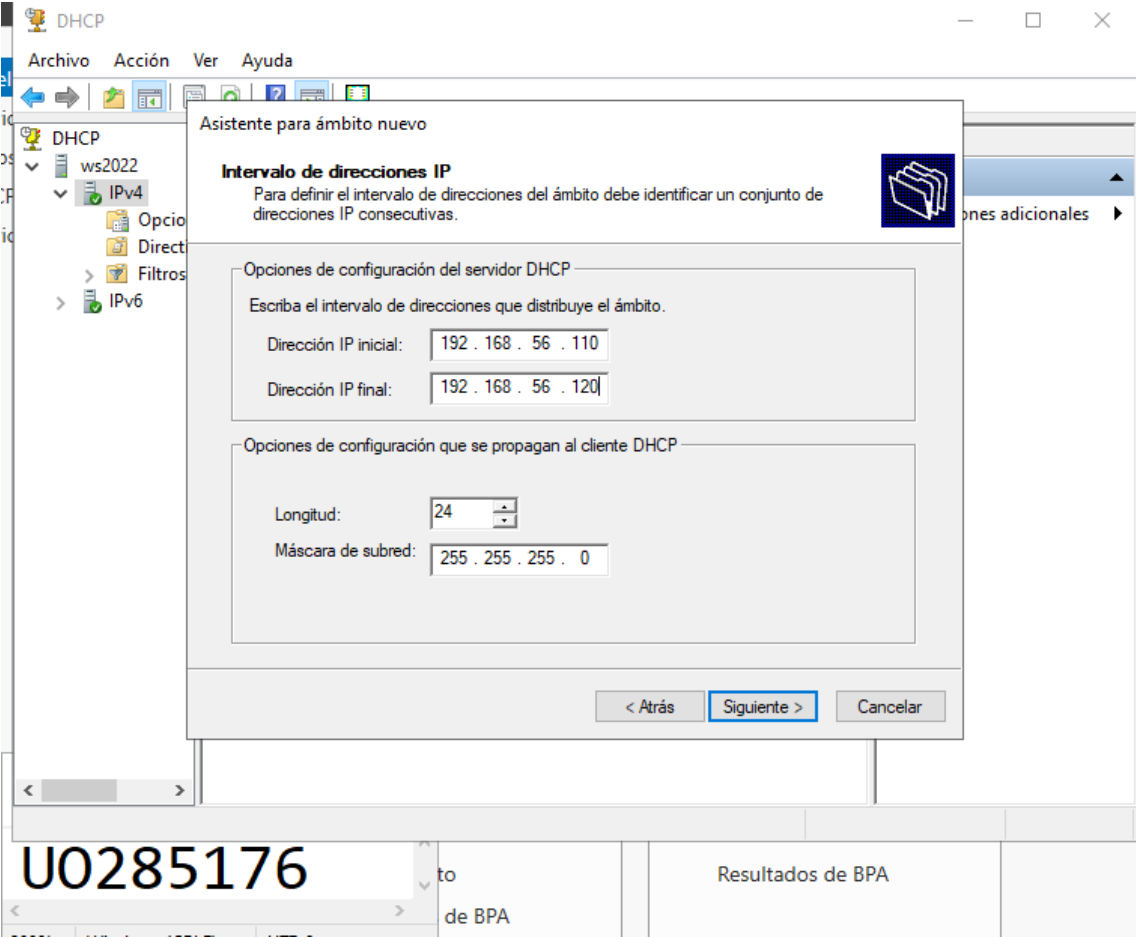 DHCP
Archivo Acción Ver Ayuda
Asistente para ámbito nuevo
DHCP
ws2022
IPv4
Opcio
Directi
Filtros
IPv6
Intervalo de direcciones IP
Para definir el intervalo de direcciones del ámbito debe identificar un conjunto de
direcciones IP consecutivas.
ones adicionales
Opciones de configuración del servidor DHCP
Escriba el intervalo de direcciones que distribuye el ámbito.
Dirección IP inicial: 192 . 168 . 56 . 110
Dirección IP final: 192 . 168 . 56 . 120
Opciones de configuración que se propagan al cliente DHCP
Longitud: 24
Máscara de subred: 255 . 255 . 255 . 0
< Atrás Siguiente > Cancelar
UO285176
to
de BPA
Resultados de BPA